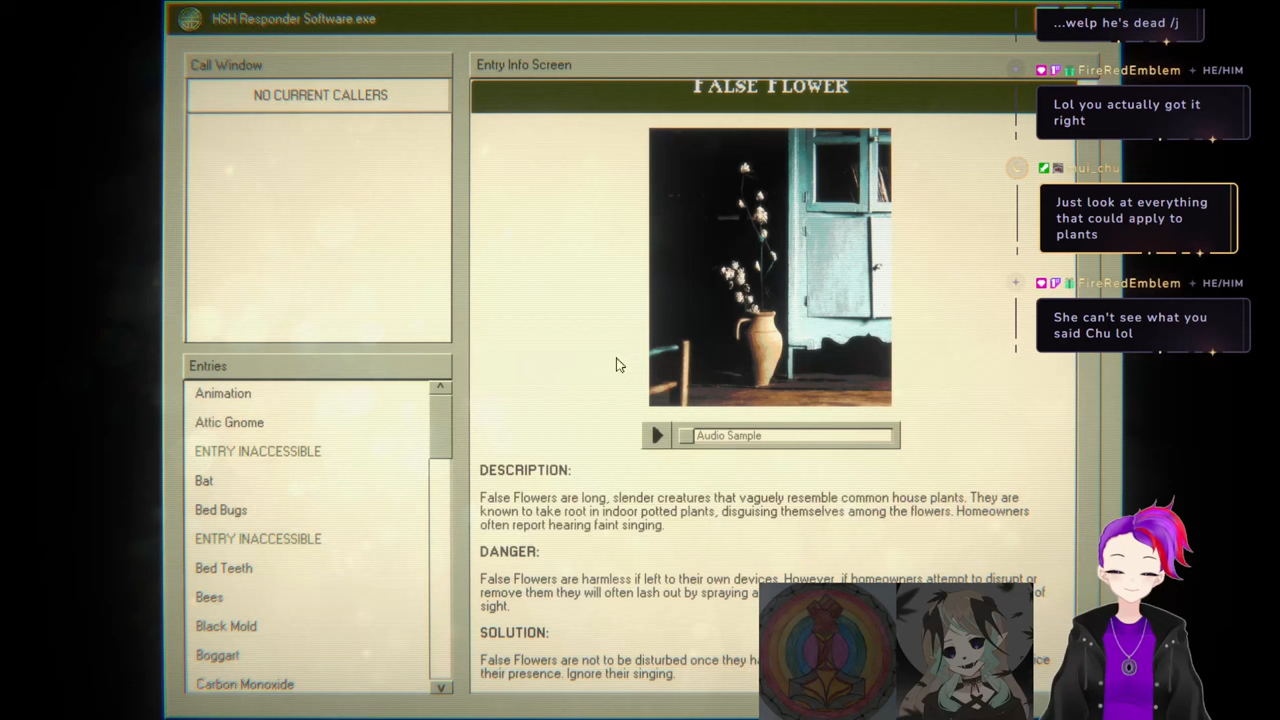 HSH Responder Software.exe
Call Window
NO CURRENT CALLERS
Entries
Animation
Attic Gnome
ENTRY INACCESSIBLE
Bat
Bed Bugs
ENTRY INACCESSIBLE
Bed Teeth
Bees
Black Mold
Boggart
Carbon Monoxide
Entry Info Screen
FALSE FLOWER
Audio Sample
DESCRIPTION:
False Flowers are long, slender creatures that vaguely resemble common house plants. They are
known to take root in indoor potted plants, disguising themselves among the flowers. Homeowners
often report hearing faint singing.
DANGER:
False Flowers are harmless if left to their own devices. However, if homeowners attempt to disrupt or
remove them they will often lash out by spraying a of
sight.
SOLUTION:
False Flowers are not to be disturbed once they
their presence. Ignore their singing.
...welp he's dead /j
FireRedEmblem + HE/HIM
Lol you actually got it
right
Just look at everything
that could apply to
plants
FireRedEmblem + HE/HIM
She can't see what you
said Chu lol